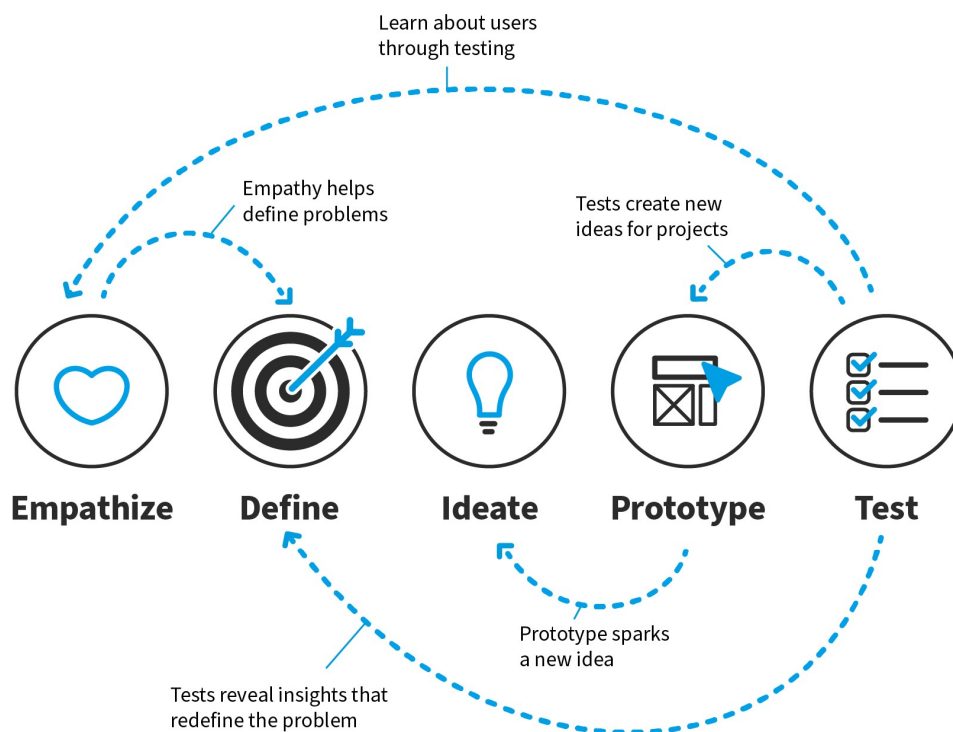 Learn about users
through testing
Empathy helps
define problems
Tests create new
ideas for projects
Empathize
Define
Ideate
Prototype
Test
Prototype sparks
a new idea
Tests reveal insights that
redefine the problem